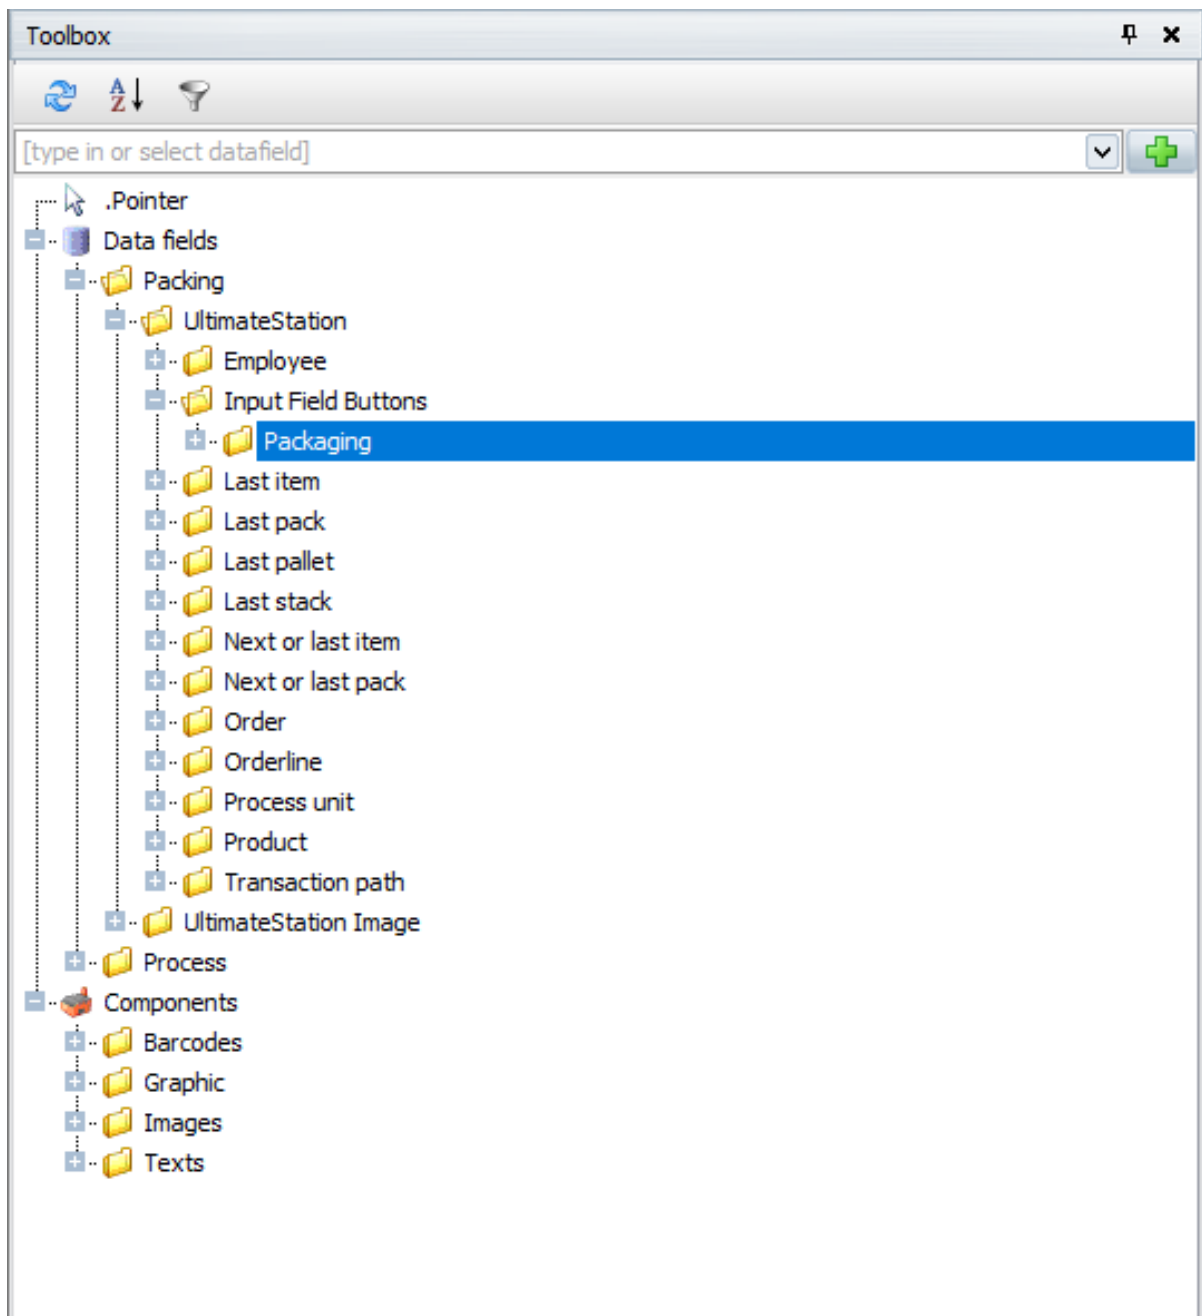 Toolbox
A
Z
[type in or select datafield]
.Pointer
Data fields
Packing
UltimateStation
Employee
Input Field Buttons
Packaging
Last item
Last pack
Last pallet
Last stack
Next or last item
Next or last pack
Order
Orderline
Process unit
Product
Transaction path
UltimateStation Image
Process
Components
Barcodes
Graphic
Images
Texts